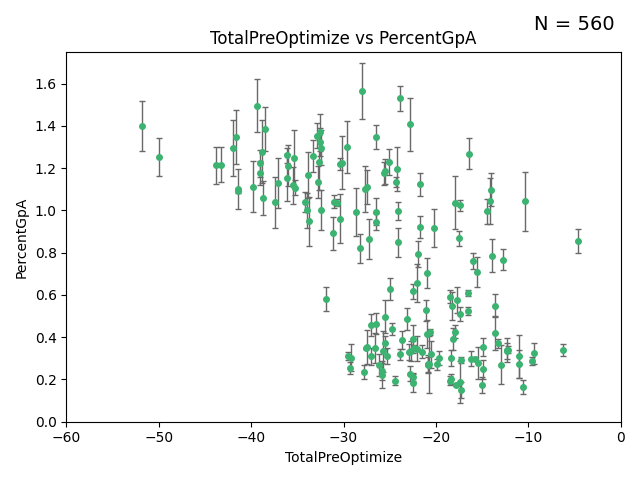 N = 560
TotalPreOptimize vs PercentGpA
PercentGpA
1.6
1.4
1.2
1.0
0.8
0.6
0.4
0.2
0.0
−60 −50 −40 −30 −20 −10 0
TotalPreOptimize